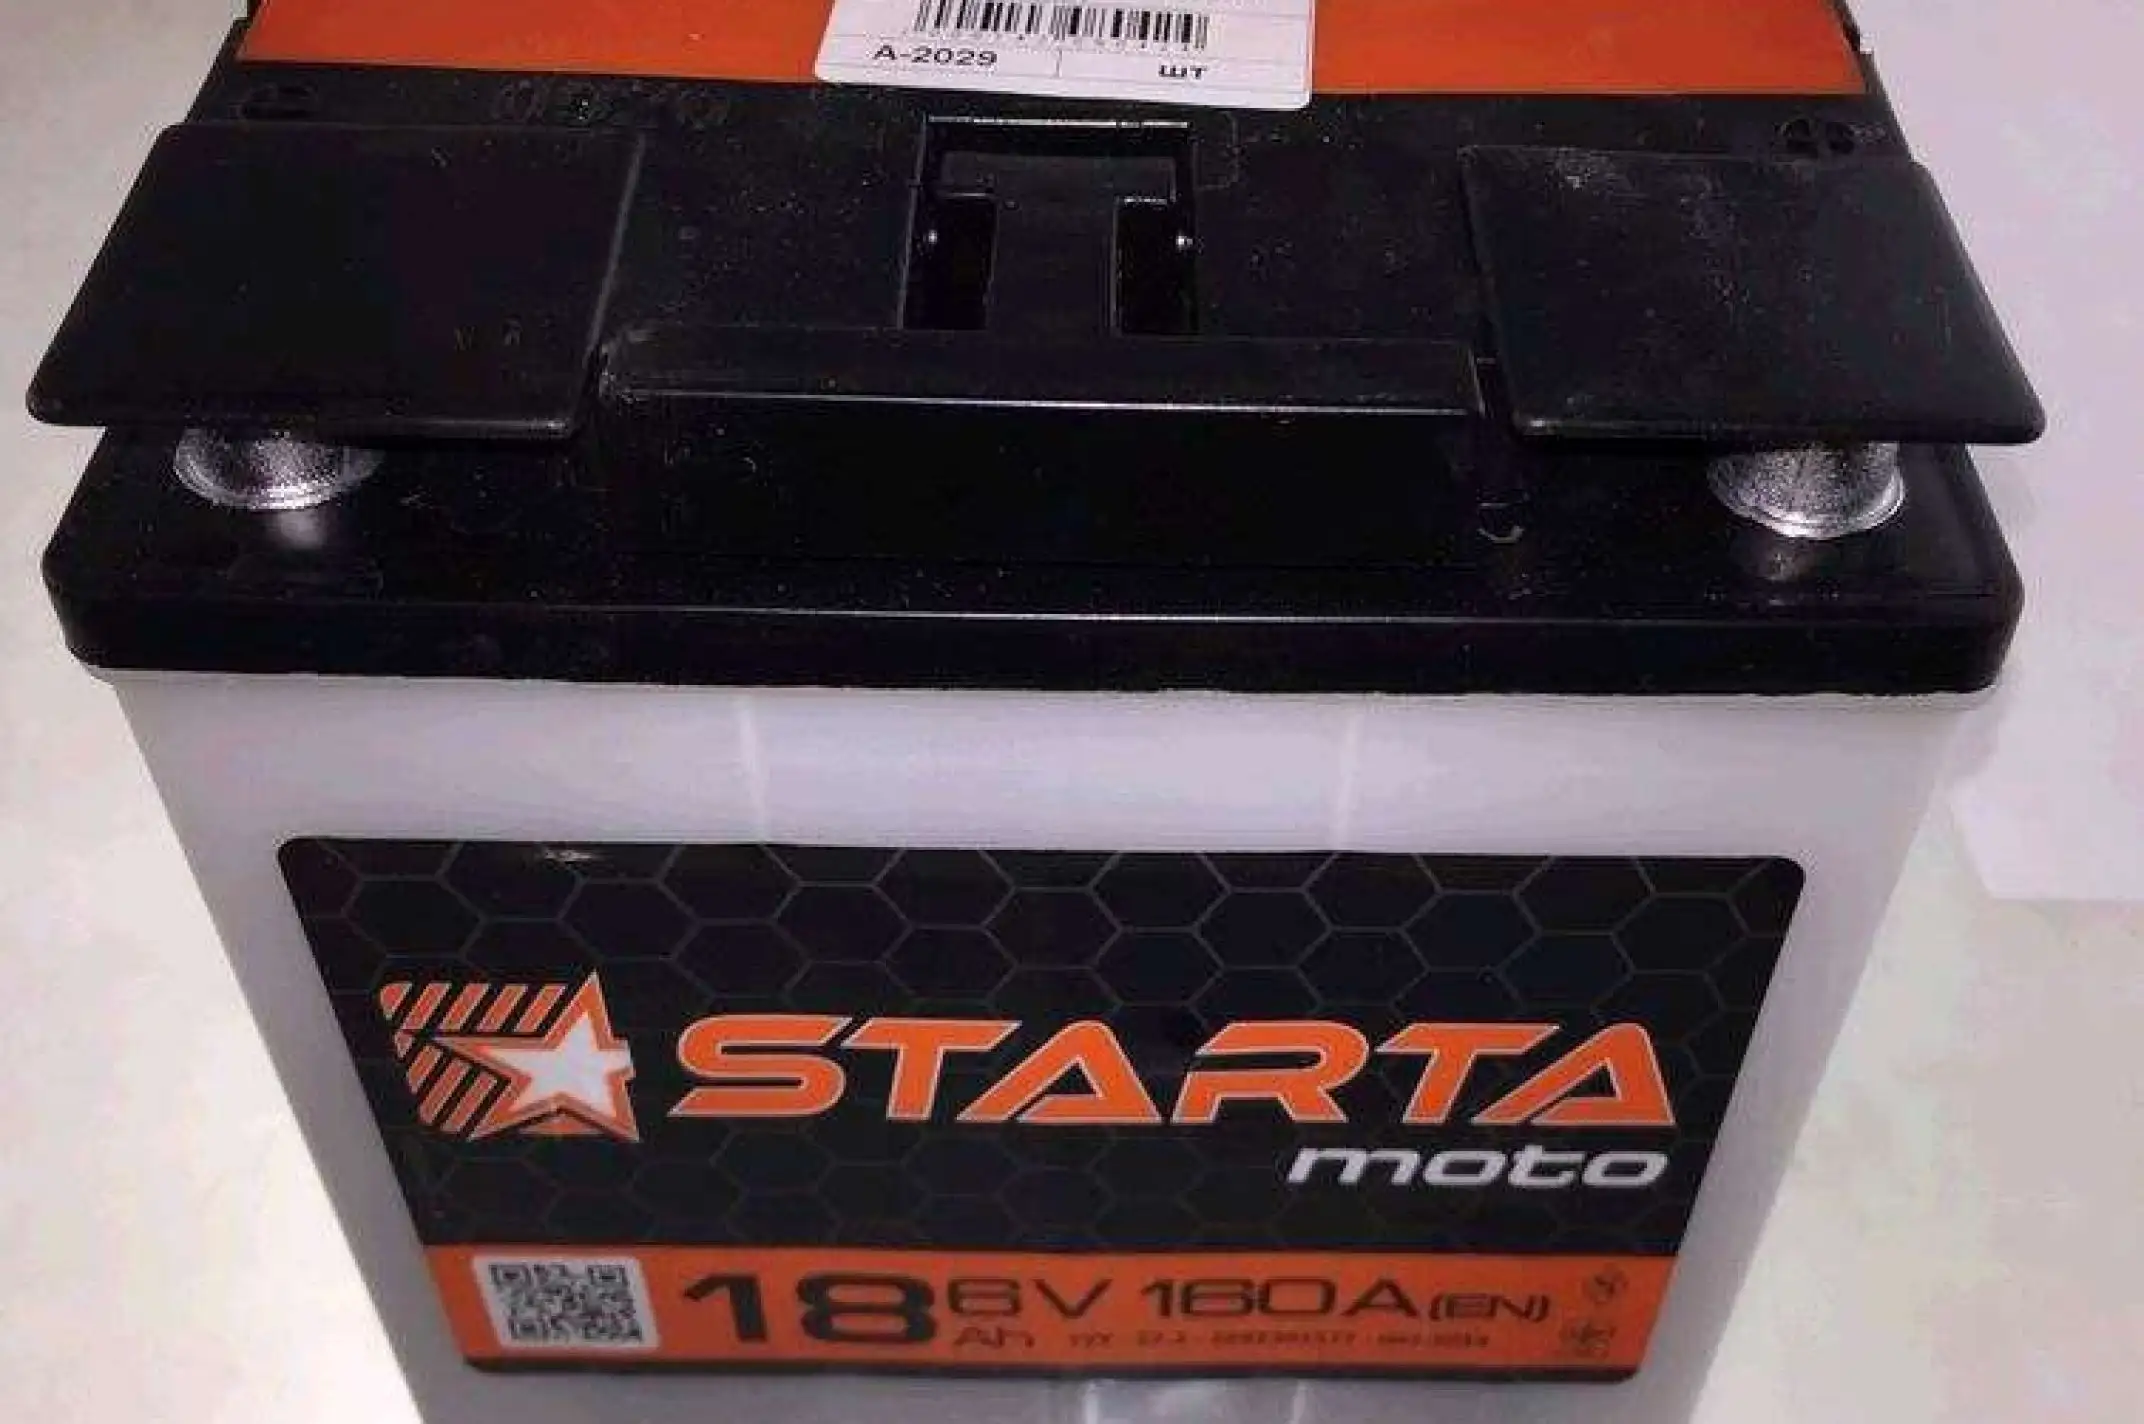 A-2029 шт
STARTA
moto
18 Ah 6V 160A (EN)